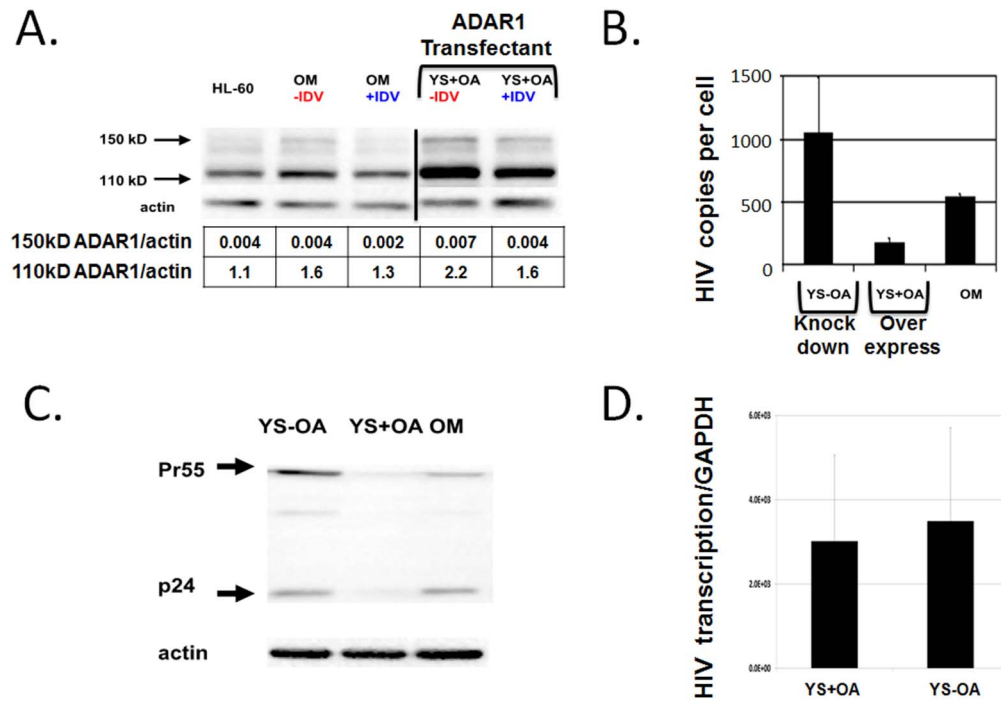 A.
ADAR1
Transfectant
HL-60
OM
-IDV
OM
+IDV
YS+OA
-IDV
YS+OA
+IDV
150 kD
110 kD
actin
150kD ADAR1/actin 0.004 0.004 0.002 0.007 0.004
110kD ADAR1/actin 1.1 1.6 1.3 2.2 1.6
B.
HIV copies per cell
1500
1000
500
0
YS-OA YS+OA OM
Knock
down
Over
express
C.
YS-OA YS+OA OM
Pr55
p24
actin
D.
HIV transcription/GAPDH
6.0E+03
4.0E+03
2.0E+03
0.0E+00
YS+OA YS-OA